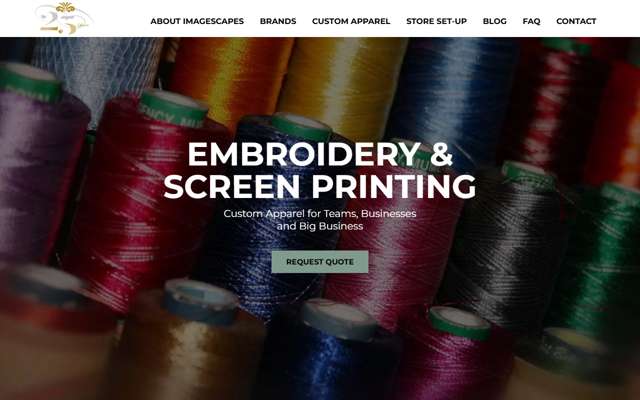 25
ABOUT IMAGESCAPES
BRANDS
CUSTOM APPAREL
STORE SET-UP
BLOG
FAQ
CONTACT
EMBROIDERY &
SCREEN PRINTING
Custom Apparel for Teams, Businesses
and Big Business
REQUEST QUOTE